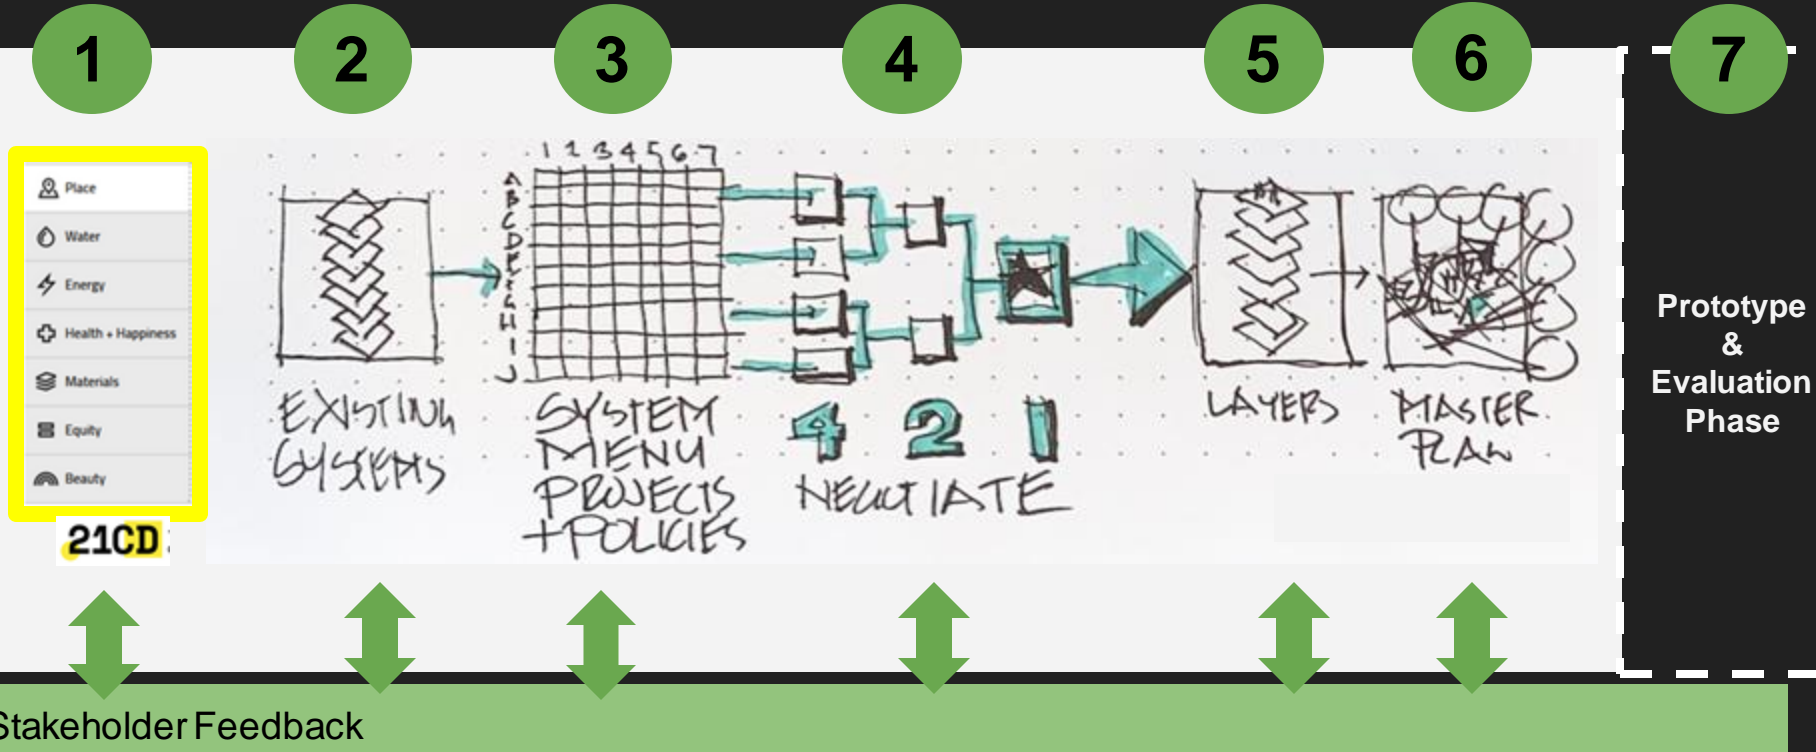 1
2
3
4
5
6
7
Place
Water
Energy
Health + Happiness
Materials
Equity
Beauty
21CD
1 2 3 4 5 6 7
A
B
C
D
E
F
G
H
I
J
EXISTING
SYSTEMS
SYSTEM
MENU
PROJECTS
+POLICIES
4 2 1
NEGOTIATE
LAYERS
MASTER
PLAN
Prototype
&
Evaluation
Phase
Stakeholder Feedback